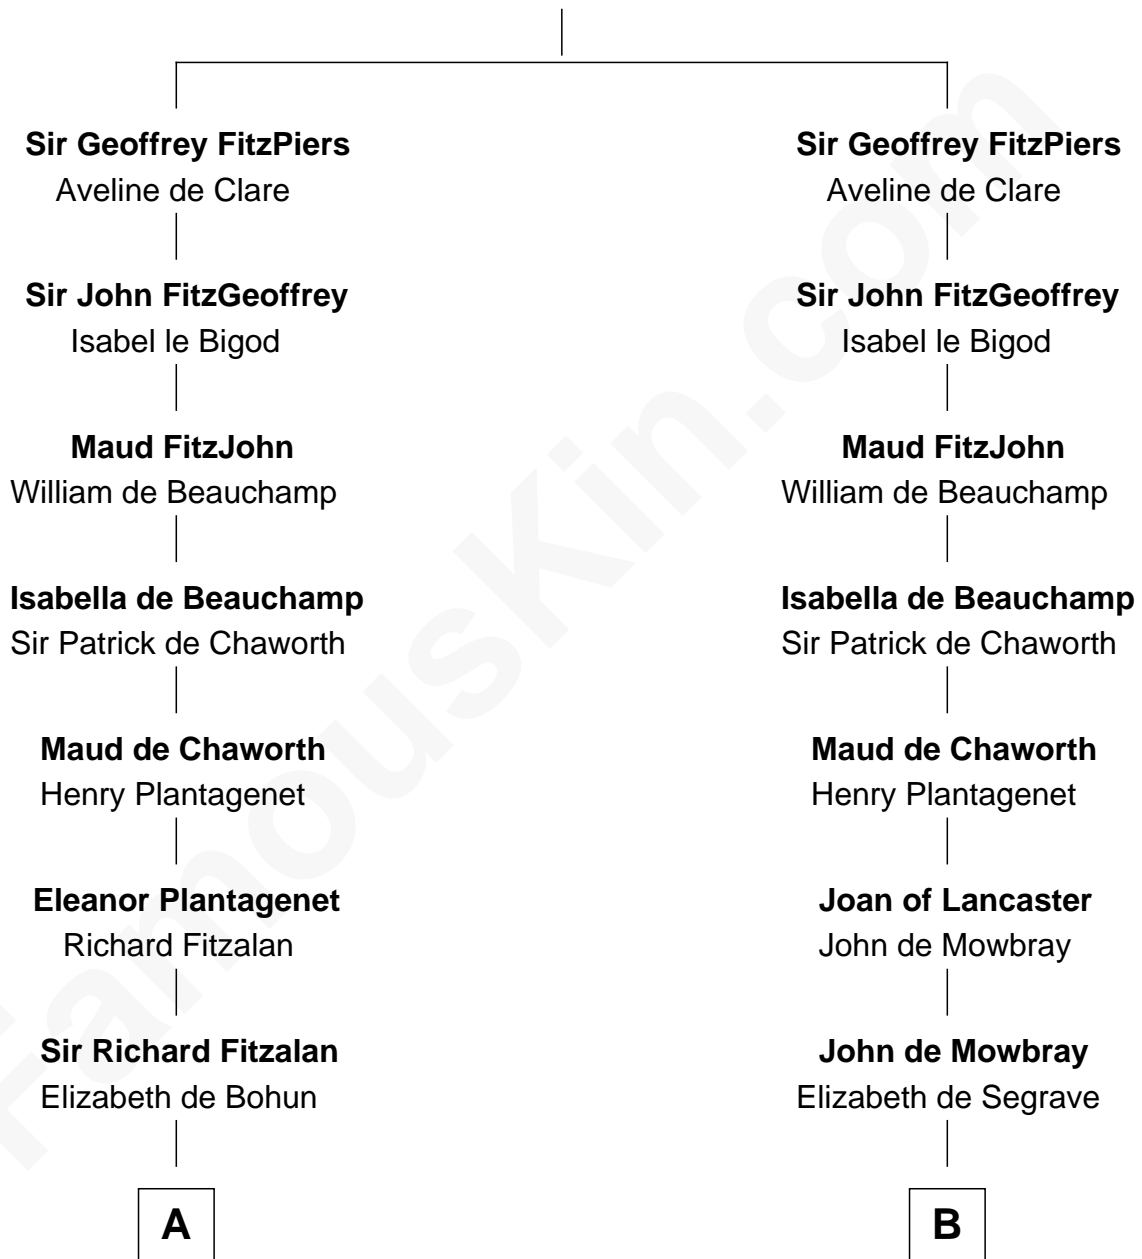 Sir Geoffrey FitzPiers
Aveline de Clare
Sir John FitzGeoffrey
Isabel le Bigod
Maud FitzJohn
William de Beauchamp
Isabella de Beauchamp
Sir Patrick de Chaworth
Maud de Chaworth
Henry Plantagenet
Eleanor Plantagenet
Richard Fitzalan
Sir Richard Fitzalan
Elizabeth de Bohun
A
Sir Geoffrey FitzPiers
Aveline de Clare
Sir John FitzGeoffrey
Isabel le Bigod
Maud FitzJohn
William de Beauchamp
Isabella de Beauchamp
Sir Patrick de Chaworth
Maud de Chaworth
Henry Plantagenet
Joan of Lancaster
John de Mowbray
John de Mowbray
Elizabeth de Segrave
B
FamousKin.com